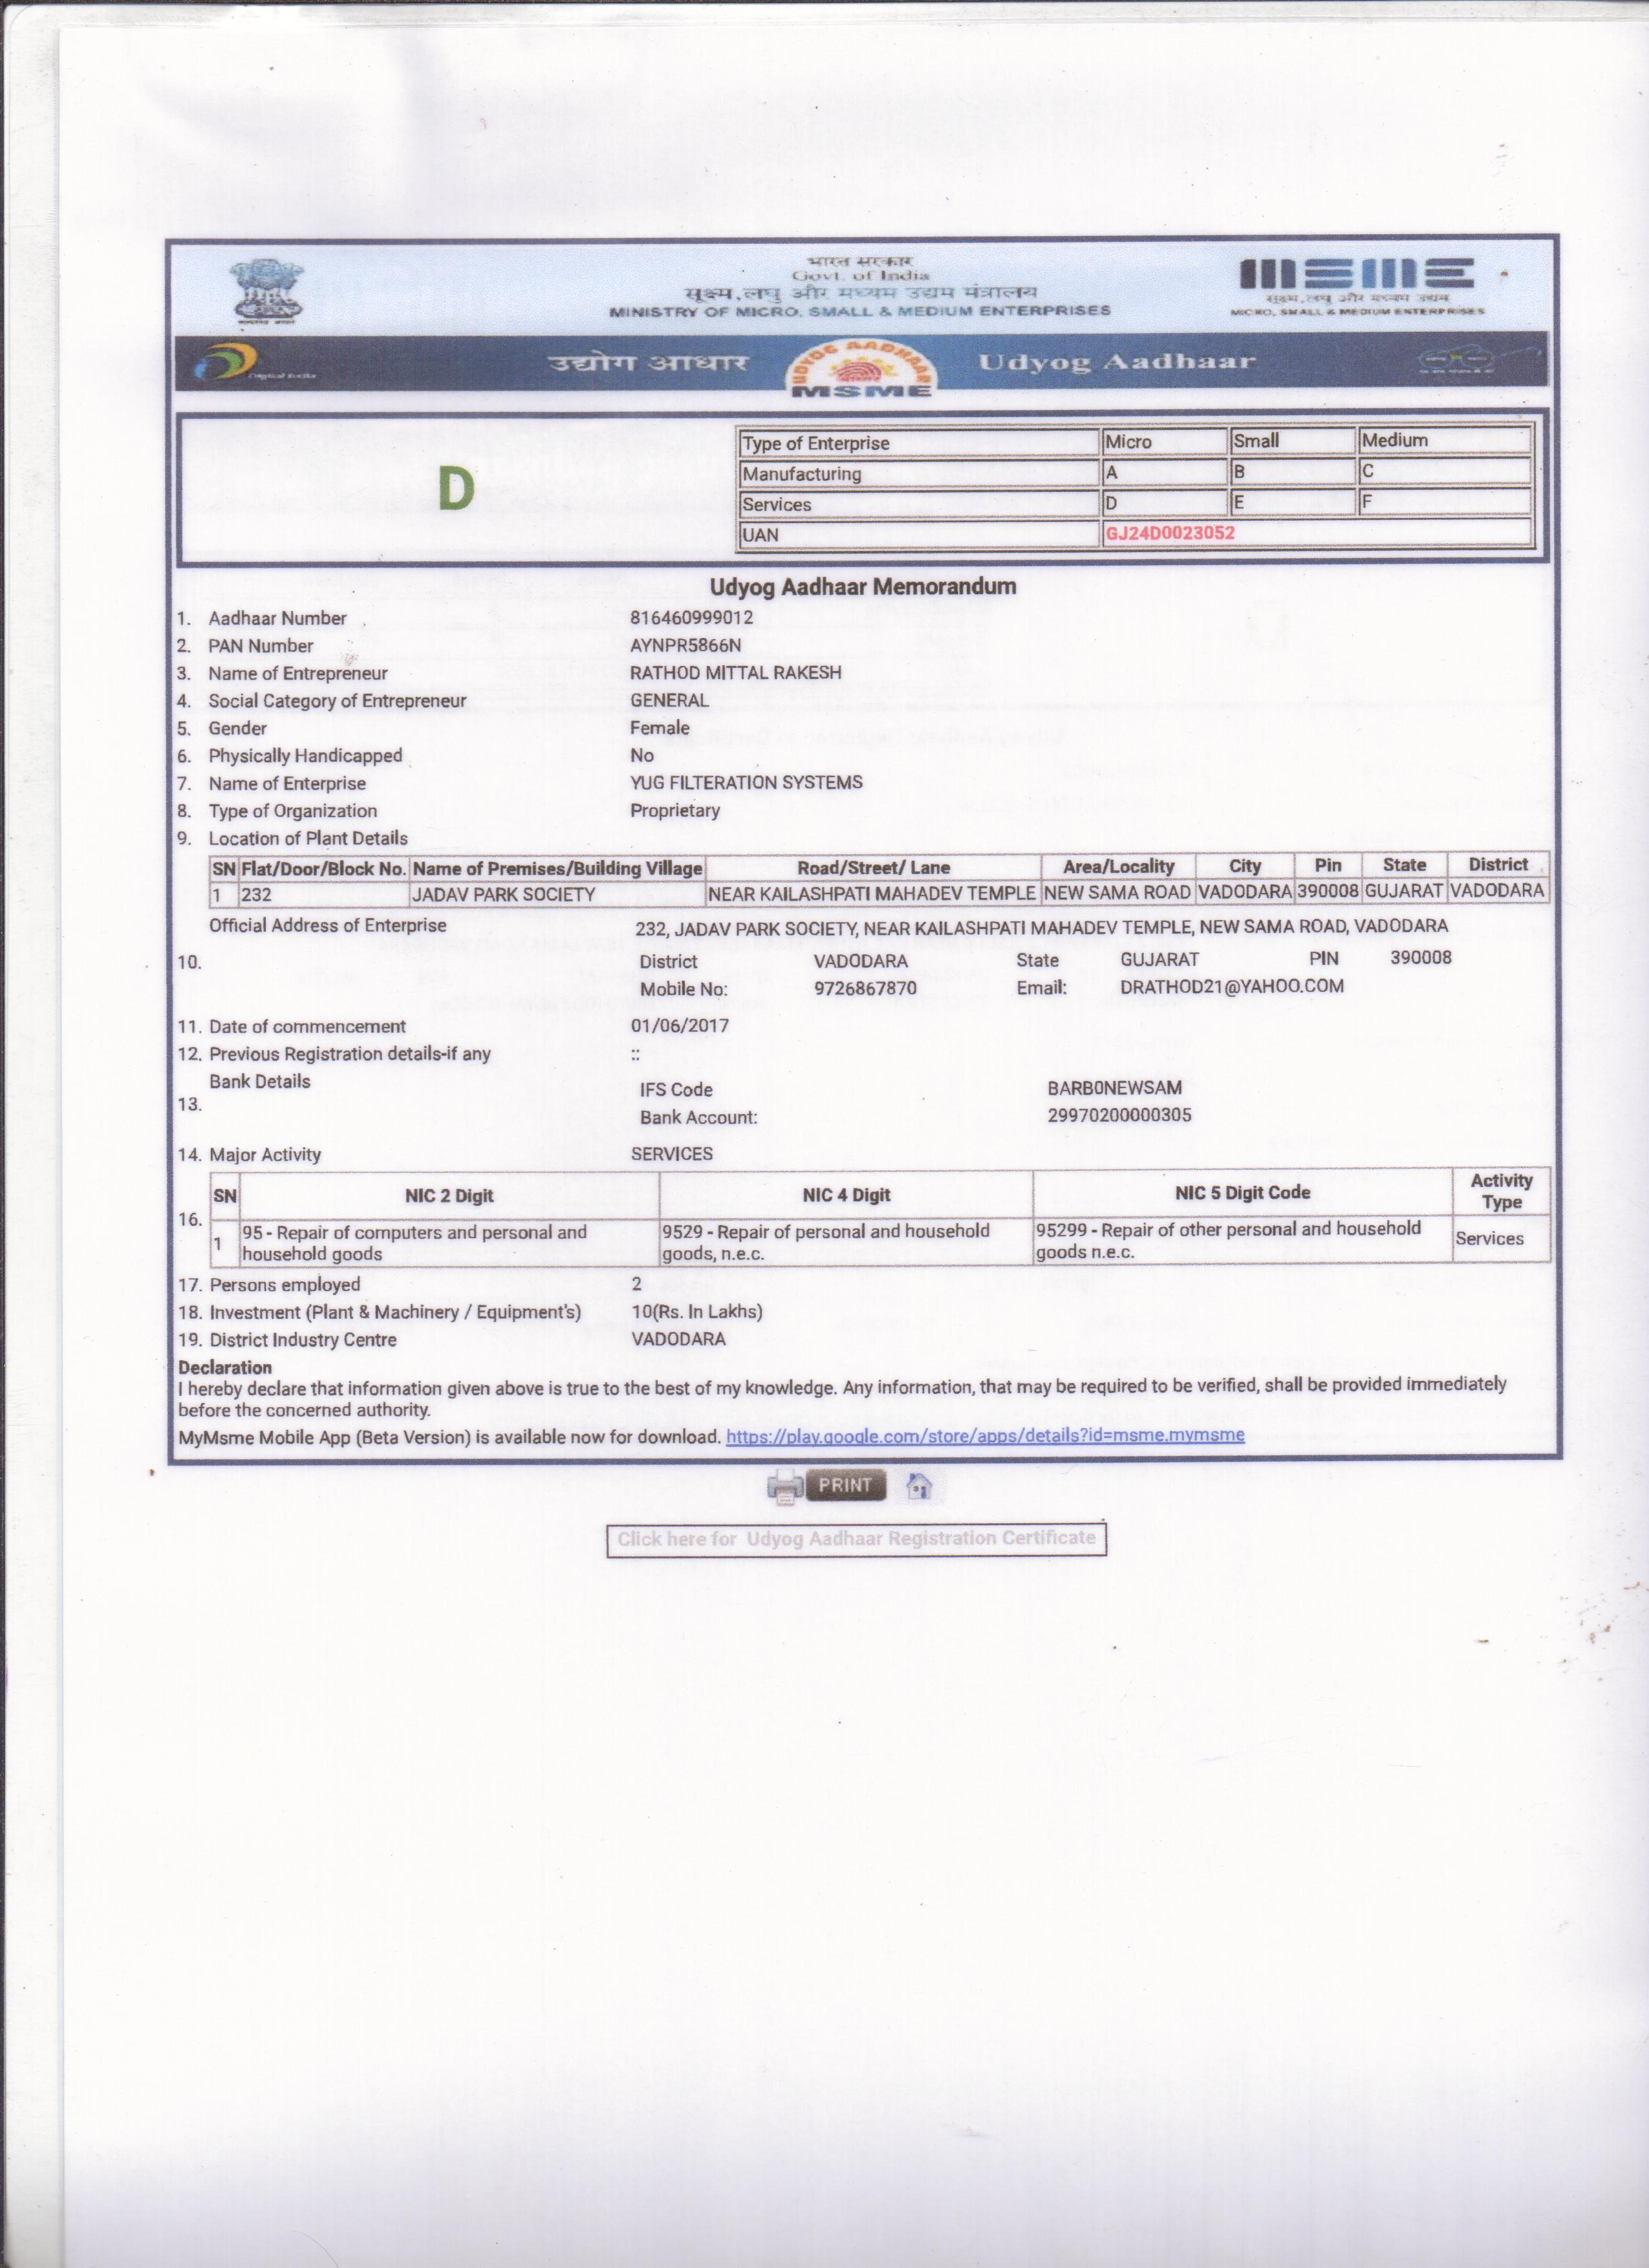 भारत सरकार
Govt. of India
सूक्ष्म,लघु और मध्यम उद्यम मंत्रालय
MINISTRY OF MICRO, SMALL & MEDIUM ENTERPRISES
MSME
सूक्ष्म,लघु और मध्यम उद्यम
MICRO, SMALL & MEDIUM ENTERPRISES
Digital India
उद्योग आधार
UDYOG AADHAAR
MSME
Udyog Aadhaar
D
Type of Enterprise Micro Small Medium
Manufacturing A B C
Services D E F
UAN GJ24D0023052
Udyog Aadhaar Memorandum
1. Aadhaar Number 816460999012
2. PAN Number AYNPR5866N
3. Name of Entrepreneur RATHOD MITTAL RAKESH
4. Social Category of Entrepreneur GENERAL
5. Gender Female
6. Physically Handicapped No
7. Name of Enterprise YUG FILTERATION SYSTEMS
8. Type of Organization Proprietary
9. Location of Plant Details
SN Flat/Door/Block No. Name of Premises/Building Village Road/Street/ Lane Area/Locality City Pin State District
1 232 JADAV PARK SOCIETY NEAR KAILASHPATI MAHADEV TEMPLE NEW SAMA ROAD VADODARA 390008 GUJARAT VADODARA
Official Address of Enterprise 232, JADAV PARK SOCIETY, NEAR KAILASHPATI MAHADEV TEMPLE, NEW SAMA ROAD, VADODARA
10. District VADODARA State GUJARAT PIN 390008
Mobile No: 9726867870 Email: DRATHOD21@YAHOO.COM
11. Date of commencement 01/06/2017
12. Previous Registration details-if any ::
Bank Details IFS Code BARB0NEWSAM
13. Bank Account: 29970200000305
14. Major Activity SERVICES
SN NIC 2 Digit NIC 4 Digit NIC 5 Digit Code Activity Type
16. 1 95 - Repair of computers and personal and household goods 9529 - Repair of personal and household goods, n.e.c. 95299 - Repair of other personal and household goods n.e.c. Services
17. Persons employed 2
18. Investment (Plant & Machinery / Equipment's) 10(Rs. In Lakhs)
19. District Industry Centre VADODARA
Declaration
I hereby declare that information given above is true to the best of my knowledge. Any information, that may be required to be verified, shall be provided immediately
before the concerned authority.
MyMsme Mobile App (Beta Version) is available now for download. https://play.google.com/store/apps/details?id=msme.mymsme
PRINT
Click here for Udyog Aadhaar Registration Certificate